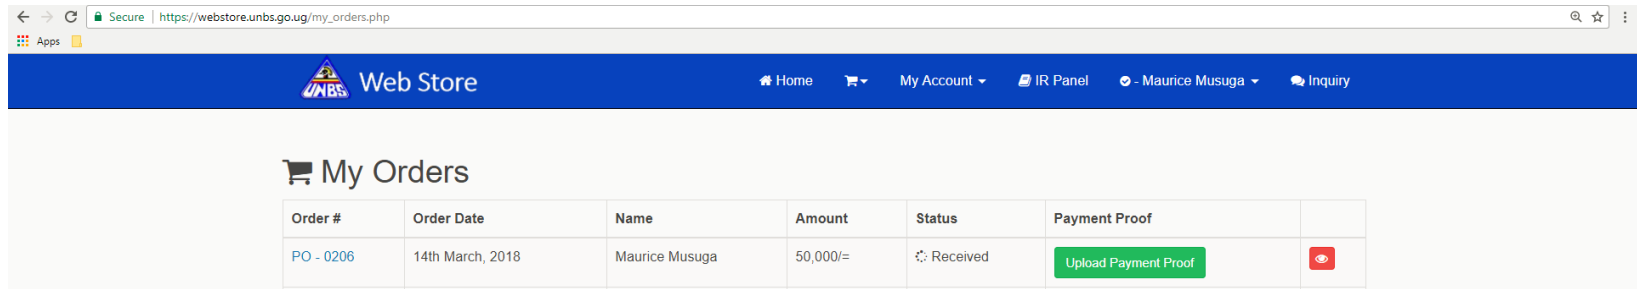 Secure | https://webstore.unbs.go.ug/my_orders.php
Apps
UNBS Web Store Home My Account IR Panel - Maurice Musuga Inquiry
My Orders
Order # Order Date Name Amount Status Payment Proof
PO - 0206 14th March, 2018 Maurice Musuga 50,000/= Received Upload Payment Proof